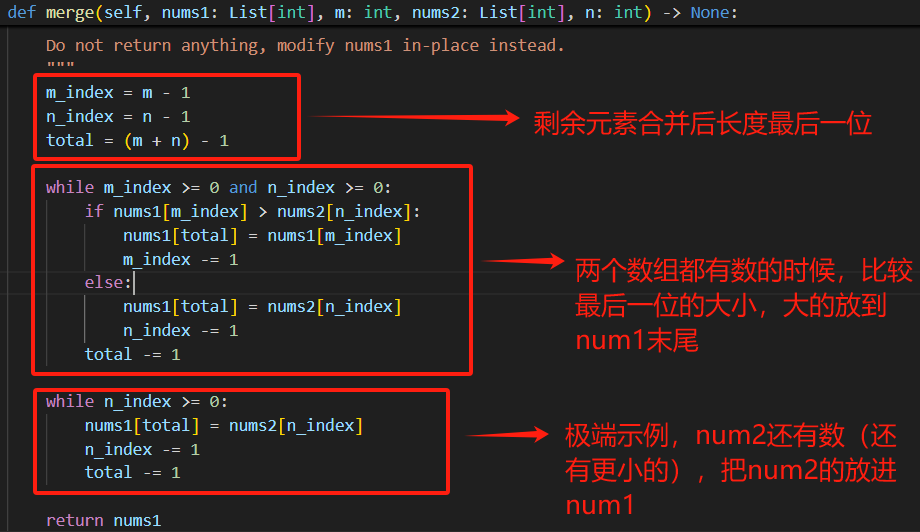 def merge(self, nums1: List[int], m: int, nums2: List[int], n: int) -> None:
Do not return anything, modify nums1 in-place instead.
"""
m_index = m - 1
n_index = n - 1
total = (m + n) - 1
剩余元素合并后长度最后一位
while m_index >= 0 and n_index >= 0:
if nums1[m_index] > nums2[n_index]:
nums1[total] = nums1[m_index]
m_index -= 1
else:
nums1[total] = nums2[n_index]
n_index -= 1
total -= 1
两个数组都有数的时候，比较
最后一位的大小，大的放到
num1末尾
while n_index >= 0:
nums1[total] = nums2[n_index]
n_index -= 1
total -= 1
极端示例，num2还有数（还
有更小的），把num2的放进
num1
return nums1